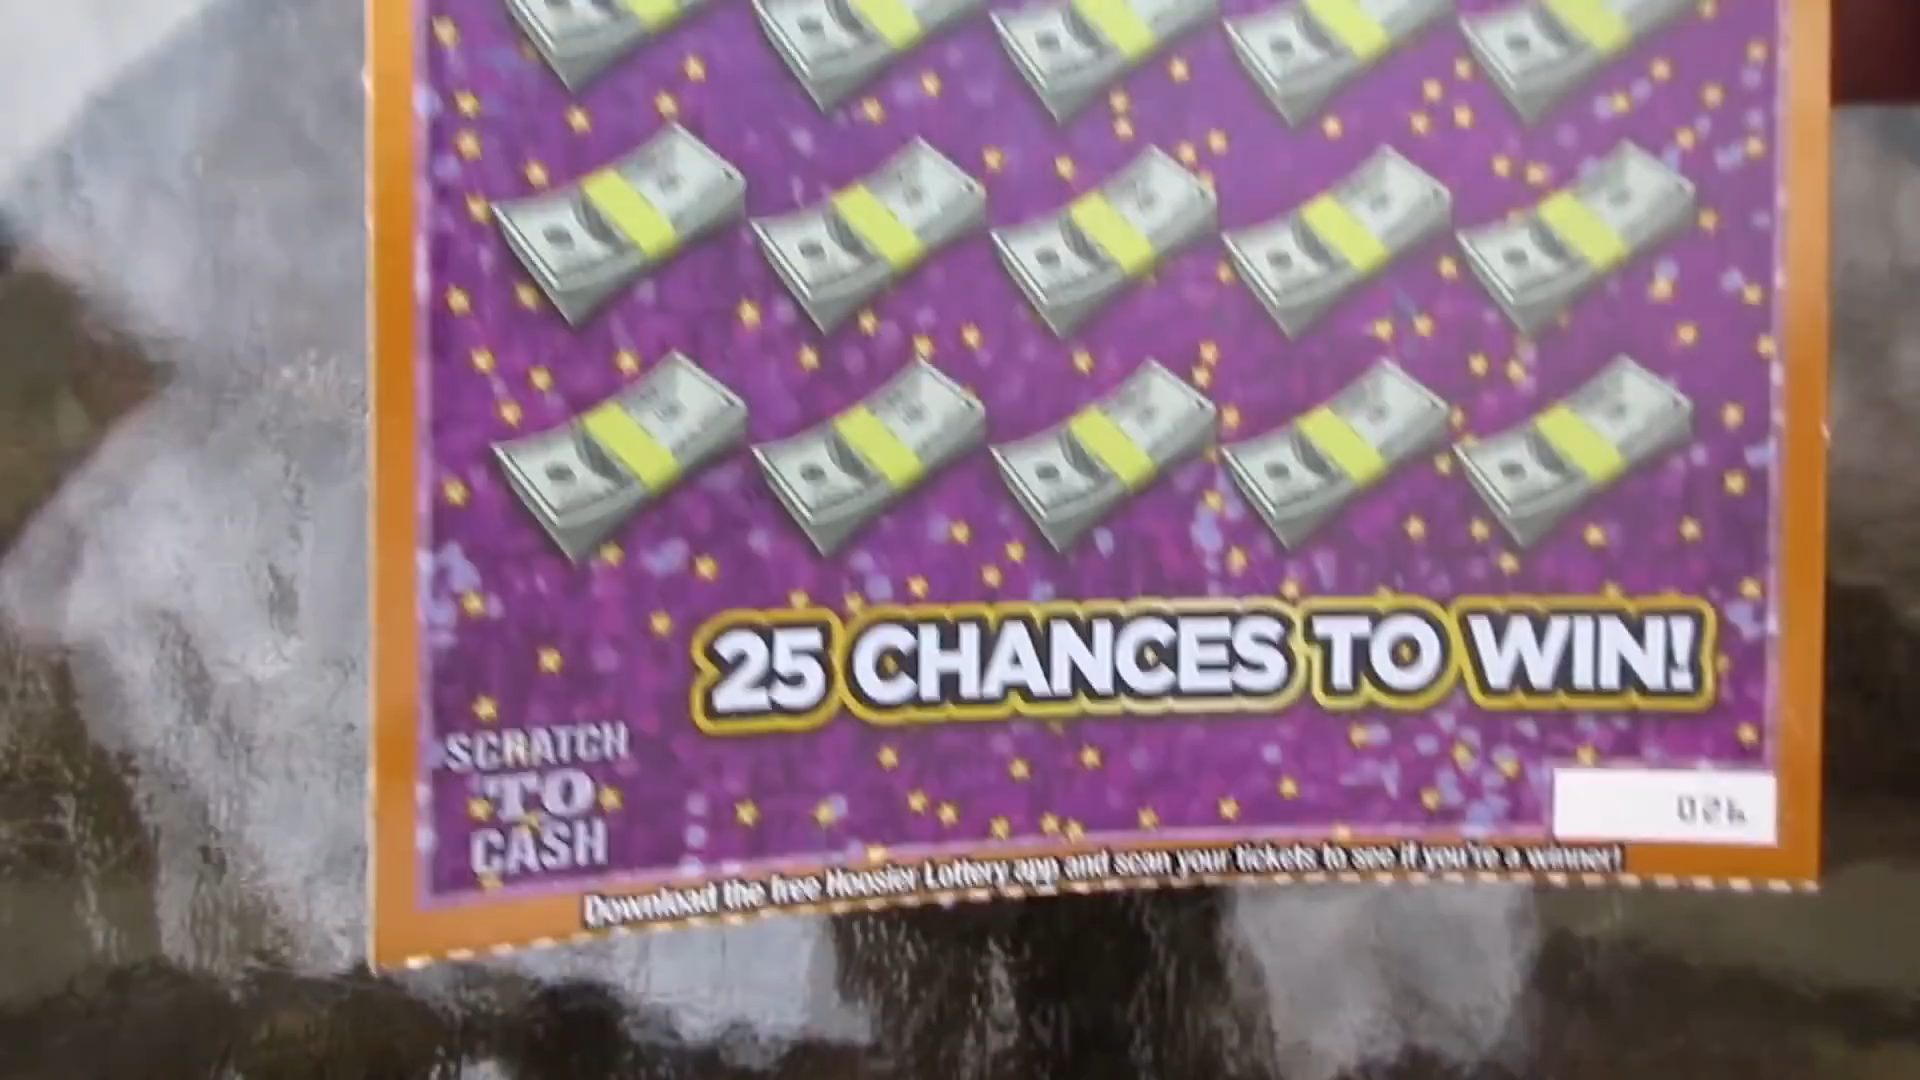 25 CHANCES TO WIN!
SCRATCH
TO
CASH
026
Download the free Hoosier Lottery app and scan your tickets to see if you're a winner!